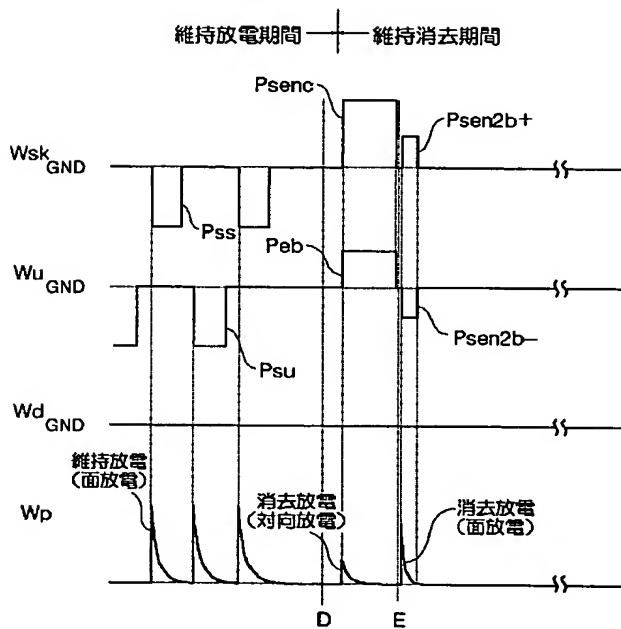 維持放電期間
維持消去期間
Psenc
Psen2b+
Wsk
GND
Pss
Peb
Wu
GND
Psen2b−
Psu
Wd
GND
維持放電
(面放電)
消去放電
(対向放電)
消去放電
(面放電)
Wp
D
E